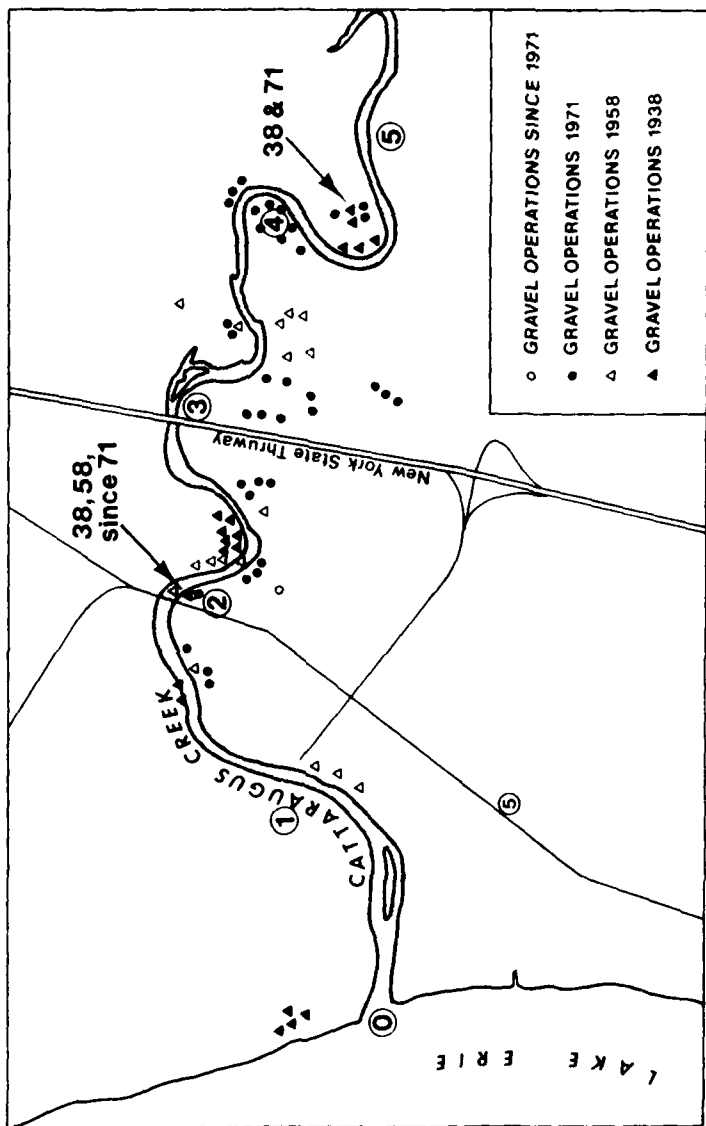 38 & 71
38, 58,
since 71
5
4
3
2
1
0
5
CATTARAUGUS CREEK
New York State Thruway
LAKE ERIE
GRAVEL OPERATIONS SINCE 1971
GRAVEL OPERATIONS 1971
GRAVEL OPERATIONS 1958
GRAVEL OPERATIONS 1938